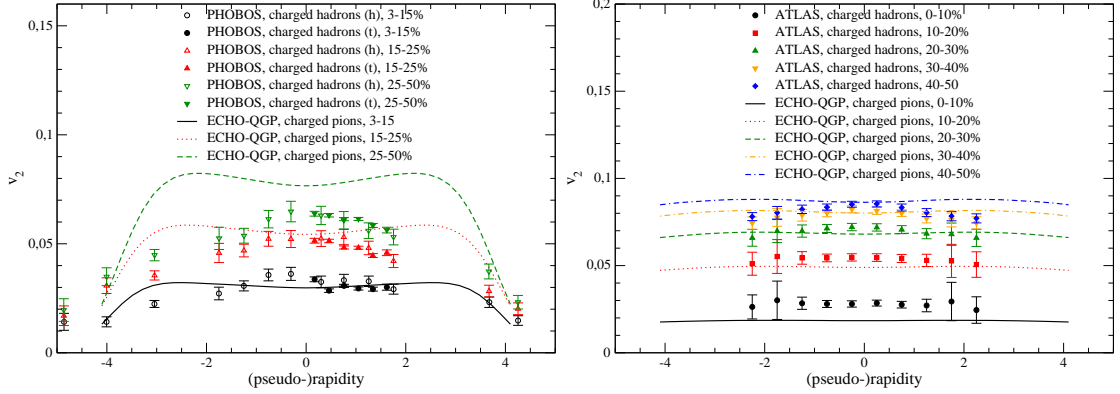 0,16
PHOBOS, charged hadrons (h) 3-15%
PHOBOS, charged hadrons (t) 3-15%
PHOBOS, charged hadrons (h), 15-25%
PHOBOS, charged hadrons (t), 15-25%
PHOBOS, charged hadrons (h), 25-50%
PHOBOS, charged hadrons (t), 25-50%
ECHO-QGP, charged pions, 3-15
ECHO-QGP, charged pions, 15-25%
ECHO-QGP, charged pions, 25-50%
0,1
v2
0,05
0
-4
-2
0
2
4
(pseudo-)rapidity
0,2
v2
ATLAS, charged hadrons, 0-10%
ATLAS, charged hadrons, 10-20%
ATLAS, charged hadrons, 20-30%
ATLAS, charged hadrons, 30-40%
ATLAS, charged hadrons, 40-50
ECHO-QGP, charged pions, 0-10%
ECHO-QGP, charged pions, 10-20%
ECHO-QGP, charged pions, 20-30%
ECHO-QGP, charged pions, 30-40%
ECHO-QGP, charged pions, 40-50%
0,15
0,1
0,05
0
-4
-2
0
2
4
(pseudo-)rapidity